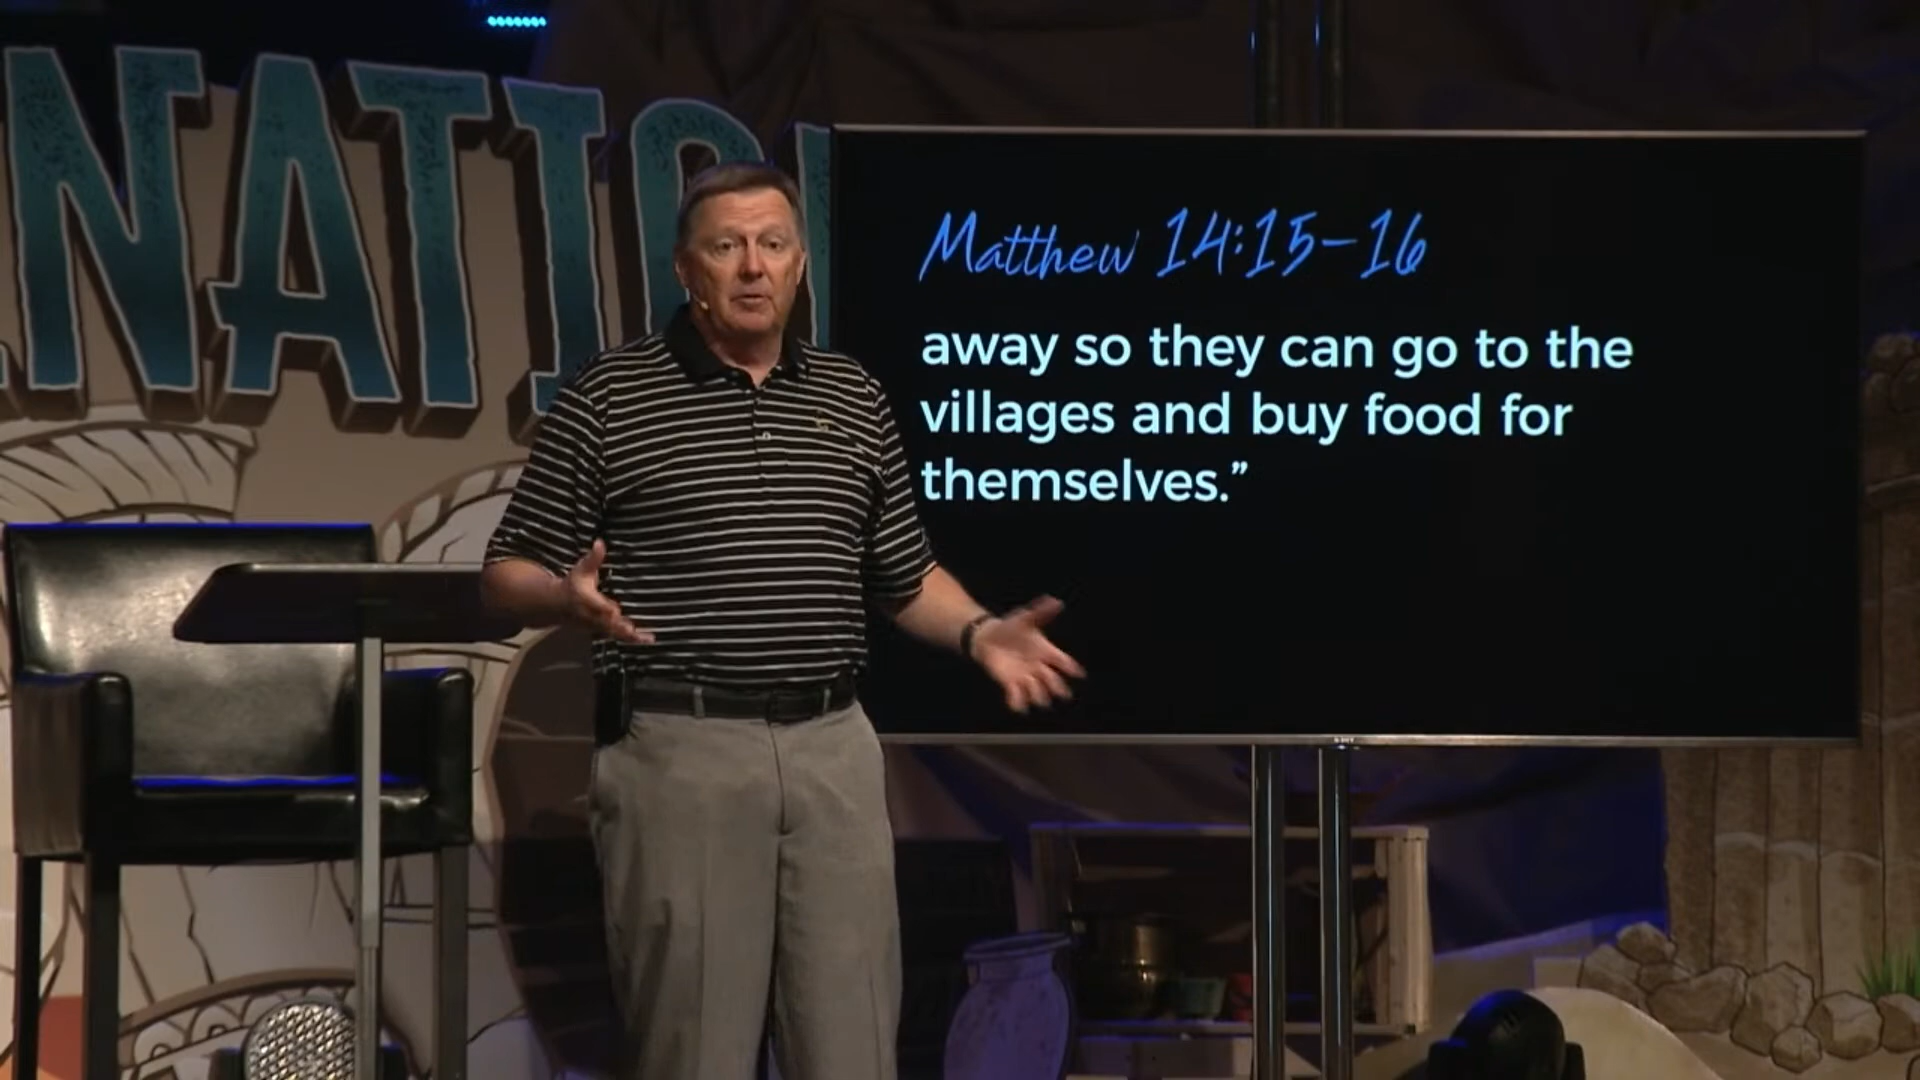 NATIO
Matthew 14:15-16
away so they can go to the
villages and buy food for
themselves.”